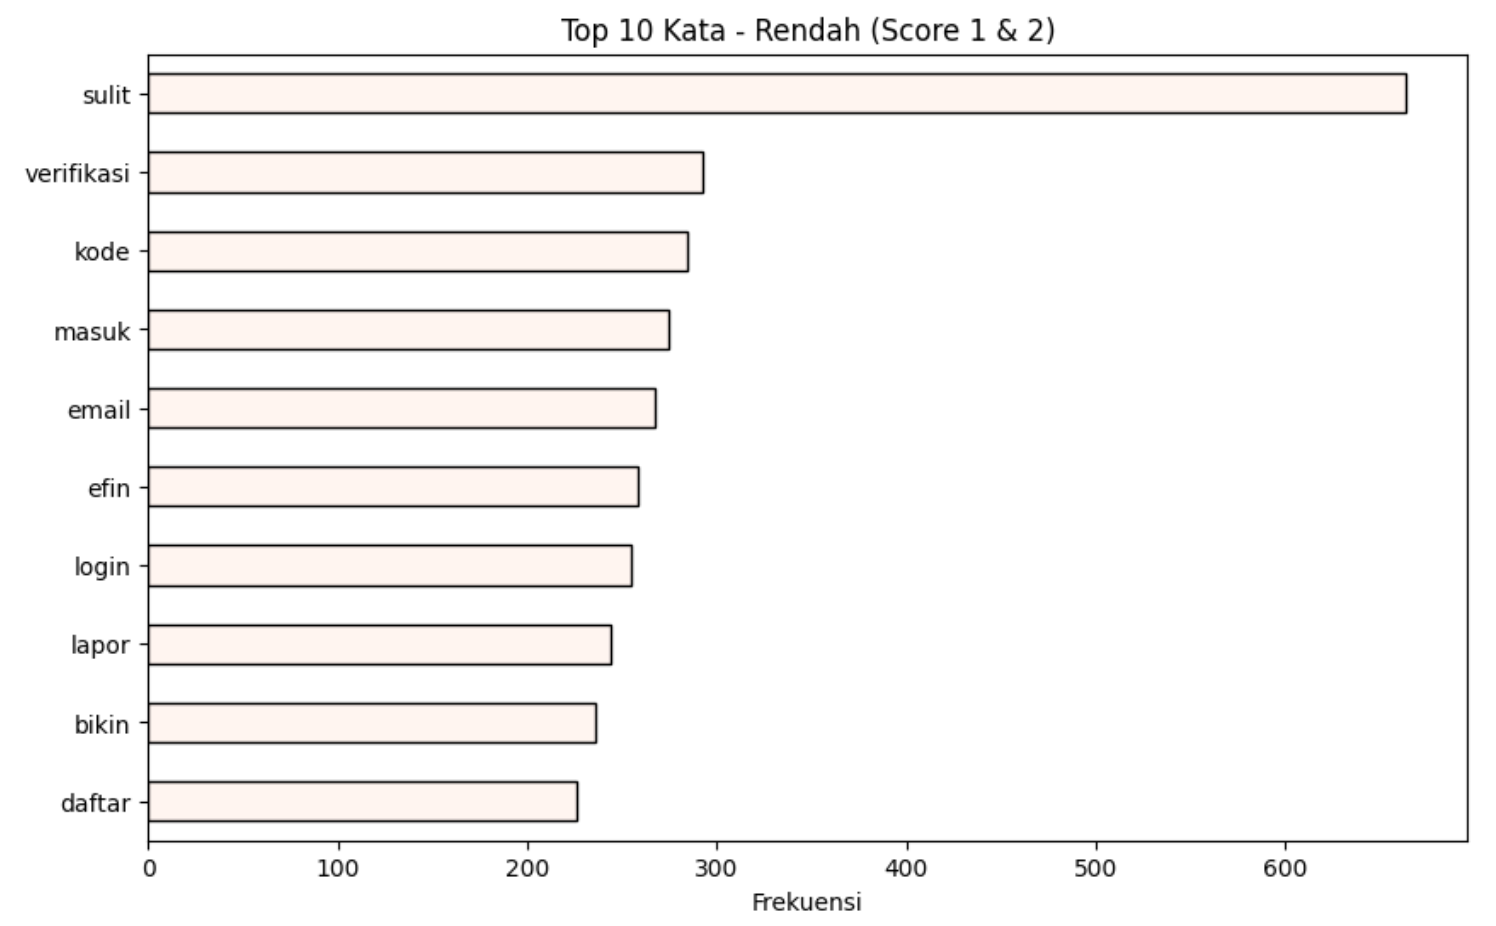 Top 10 Kata - Rendah (Score 1 & 2)
sulit
verifikasi
kode
masuk
email
efin
login
lapor
bikin
daftar
0 100 200 300 400 500 600
Frekuensi